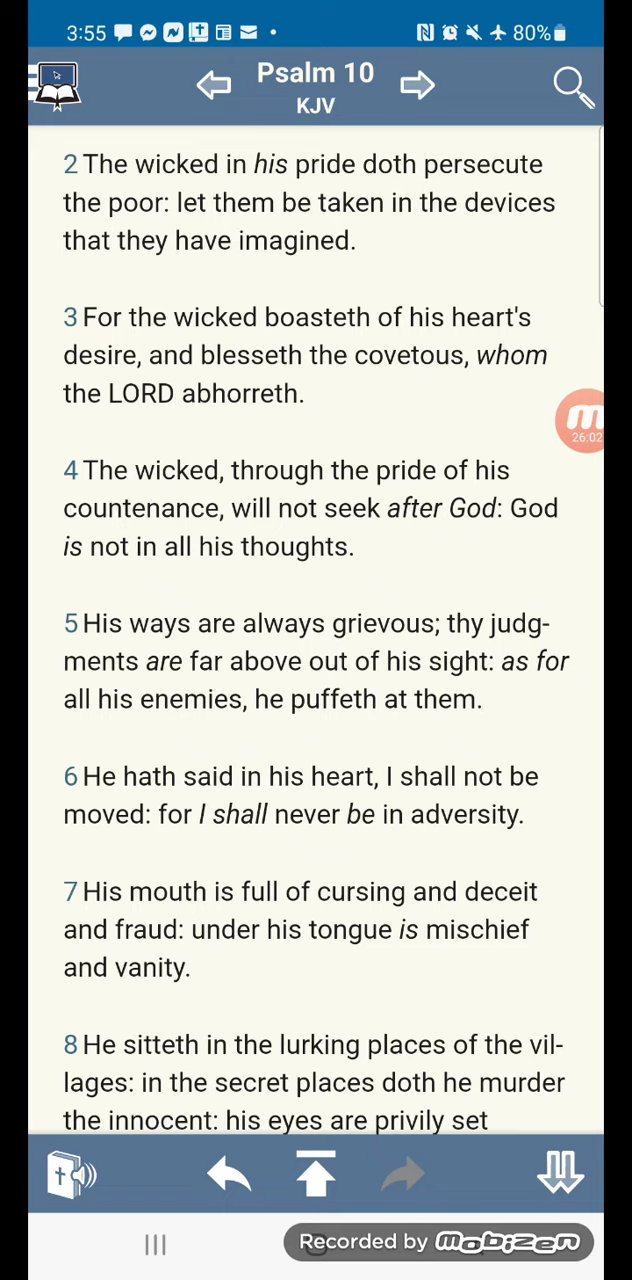 3:55 80%
Psalm 10
KJV
2 The wicked in his pride doth persecute
the poor: let them be taken in the devices
that they have imagined.
3 For the wicked boasteth of his heart's
desire, and blesseth the covetous, whom
the LORD abhorreth.
26:02
4 The wicked, through the pride of his
countenance, will not seek after God: God
is not in all his thoughts.
5 His ways are always grievous; thy judg-
ments are far above out of his sight: as for
all his enemies, he puffeth at them.
6 He hath said in his heart, I shall not be
moved: for I shall never be in adversity.
7 His mouth is full of cursing and deceit
and fraud: under his tongue is mischief
and vanity.
8 He sitteth in the lurking places of the vil-
lages: in the secret places doth he murder
the innocent: his eyes are privily set
Recorded by mobizen